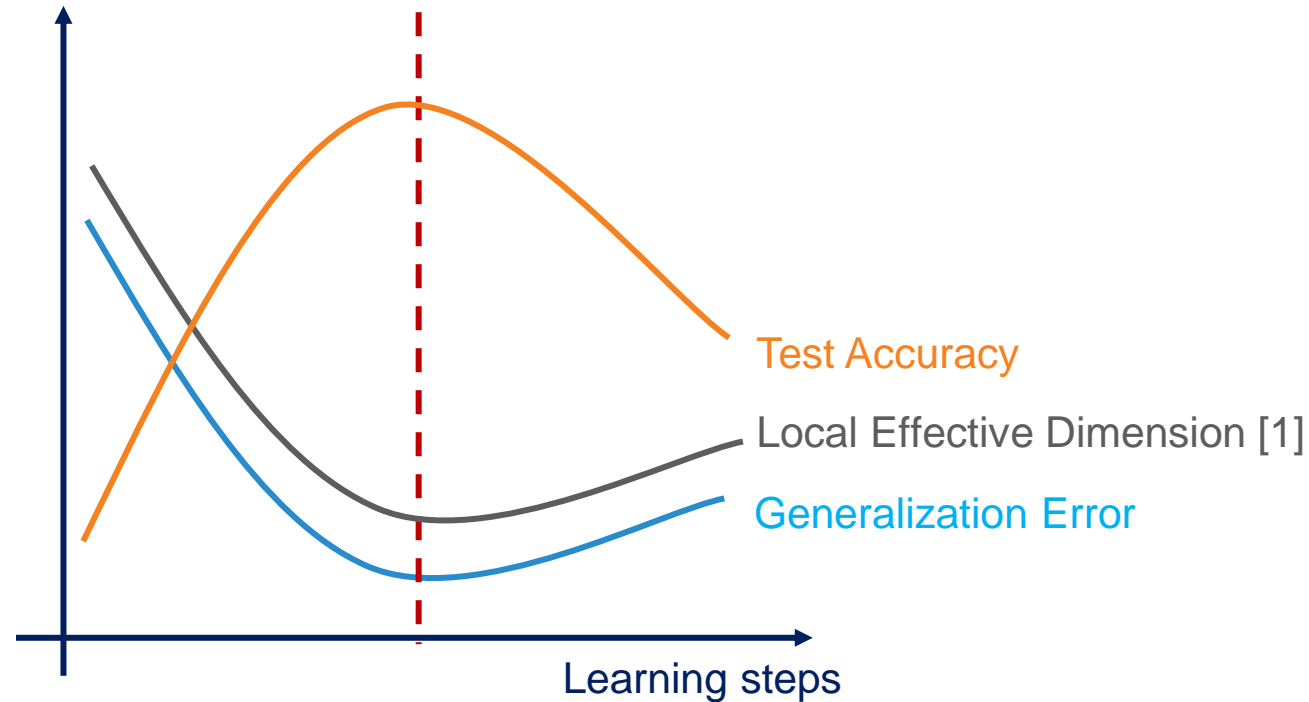 Test Accuracy
Local Effective Dimension [1]
Generalization Error
Learning steps